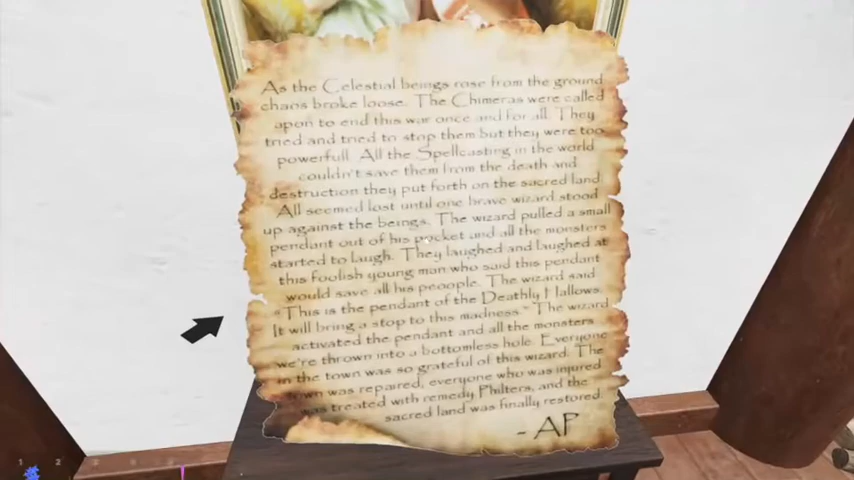 As the Celestial beings rose from the ground
chaos broke loose. The Chimeras were called
apon to end this war once and for all. They
tried and tried to stop them but they were too
powerfull. All the Spellcasting in the world
couldn't save them from the death and
destruction they put forth on the sacred land.
All seemed lost until one brave wizard stood
up against the beings. The wizard pulled a small
pendant out of his pocket and all the monsters
started to laugh. They laughed and laughed at
this foolish young man who said this pendant
would save all his peoople. The wizard said
"This is the pendant of the Deathly Hallows.
It will bring a stop to this madness" The wizard
activated the pendant and all the monsters
we're thrown into a bottomless hole. Everyone
in the town was so grateful of this wizard. The
town was repaired, everyone who was injured
was treated with remedy Philters, and the
sacred land was finally restored
- AP
1 2